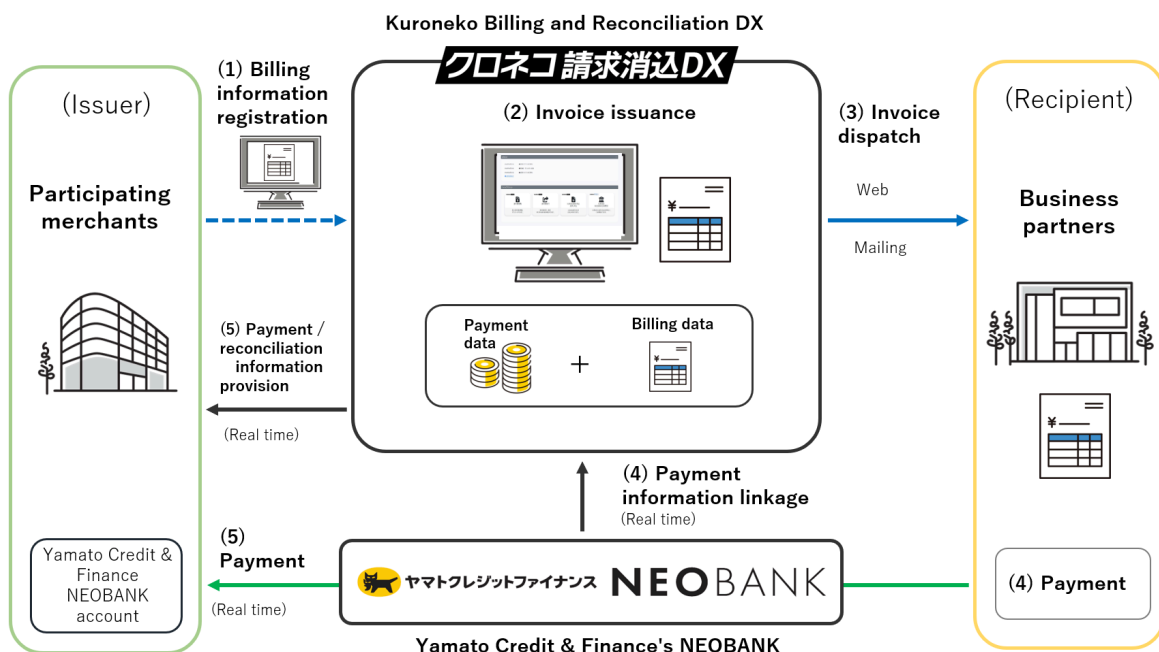 Kuroneko Billing and Reconciliation DX
クロネコ 請求消込DX
(Issuer)
Participating
merchants
(1) Billing
information
registration
¥
(2) Invoice issuance
¥
(3) Invoice
dispatch
Web
Mailing
(Recipient)
Business
partners
¥
(5) Payment /
reconciliation
information
provision
(Real time)
Payment
data
+
Billing data
¥
(4) Payment
information linkage
(Real time)
(5)
Payment
(Real time)
Yamato Credit &
Finance
NEOBANK
account
ヤマトクレジットファイナンス NEOBANK
(4) Payment
Yamato Credit & Finance's NEOBANK